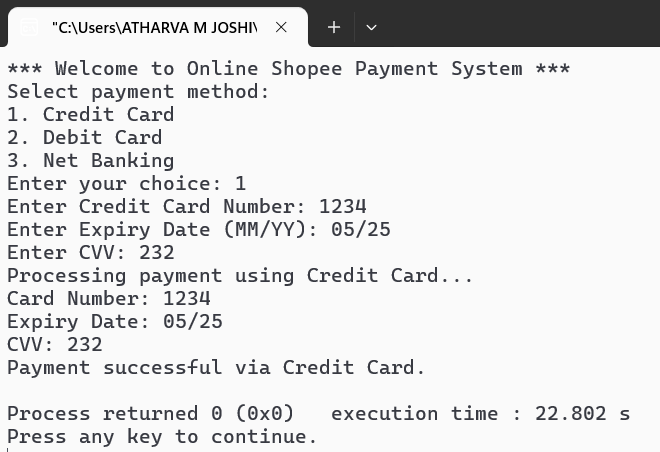 "C:\Users\ATHARVA M JOSHI\
*** Welcome to Online Shopee Payment System ***
Select payment method:
1. Credit Card
2. Debit Card
3. Net Banking
Enter your choice: 1
Enter Credit Card Number: 1234
Enter Expiry Date (MM/YY): 05/25
Enter CVV: 232
Processing payment using Credit Card...
Card Number: 1234
Expiry Date: 05/25
CVV: 232
Payment successful via Credit Card.
Process returned 0 (0x0)   execution time : 22.802 s
Press any key to continue.